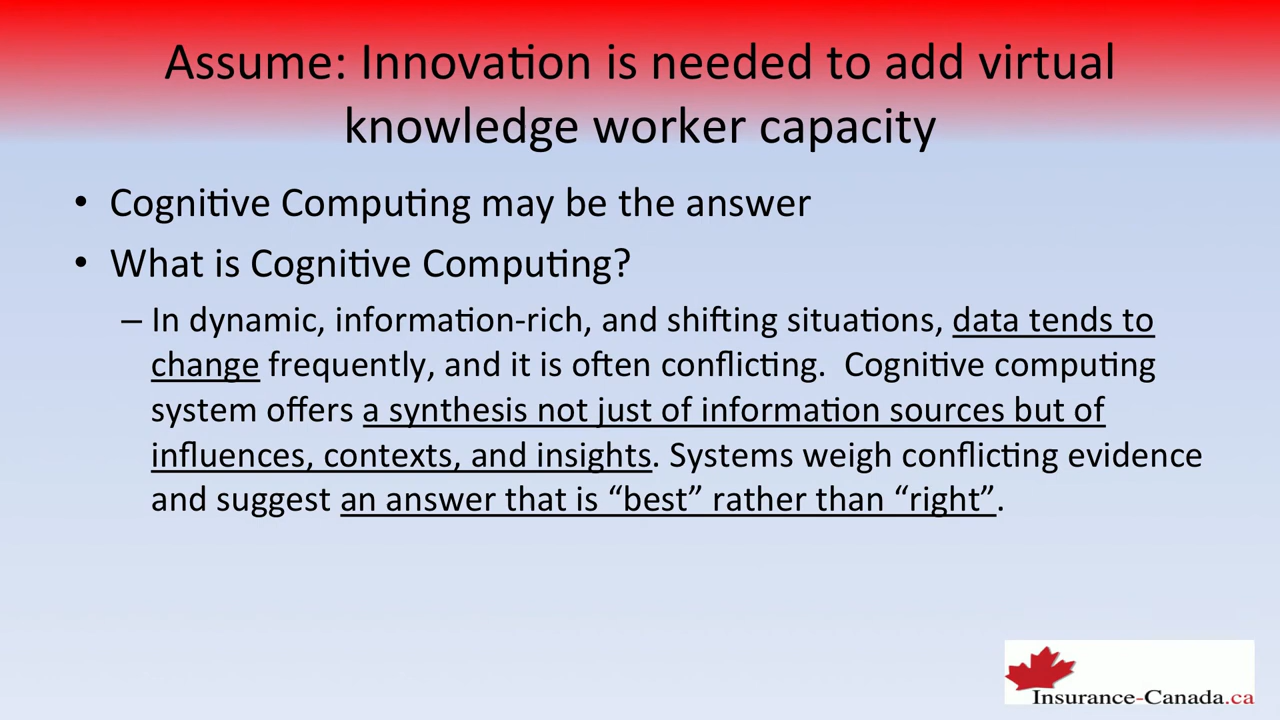 Assume: Innovation is needed to add virtual
knowledge worker capacity
• Cognitive Computing may be the answer
• What is Cognitive Computing?
– In dynamic, information-rich, and shifting situations, data tends to
change frequently, and it is often conflicting.  Cognitive computing
system offers a synthesis not just of information sources but of
influences, contexts, and insights. Systems weigh conflicting evidence
and suggest an answer that is “best” rather than “right”.
Insurance-Canada.ca